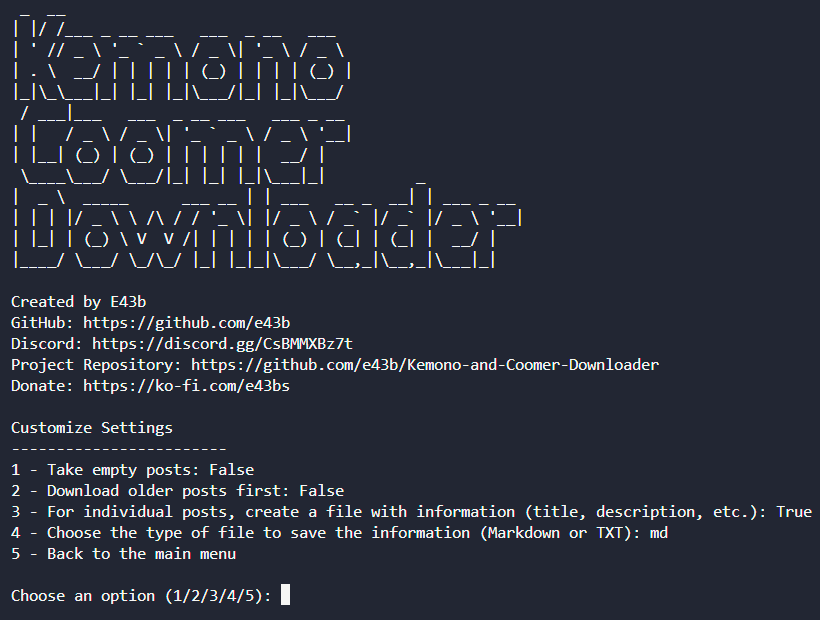 Kemono
Coomer
Downloader
Created by E43b
GitHub: https://github.com/e43b
Discord: https://discord.gg/CsBMMXBz7t
Project Repository: https://github.com/e43b/Kemono-and-Coomer-Downloader
Donate: https://ko-fi.com/e43bs
Customize Settings
------------------------
1 - Take empty posts: False
2 - Download older posts first: False
3 - For individual posts, create a file with information (title, description, etc.): True
4 - Choose the type of file to save the information (Markdown or TXT): md
5 - Back to the main menu
Choose an option (1/2/3/4/5):